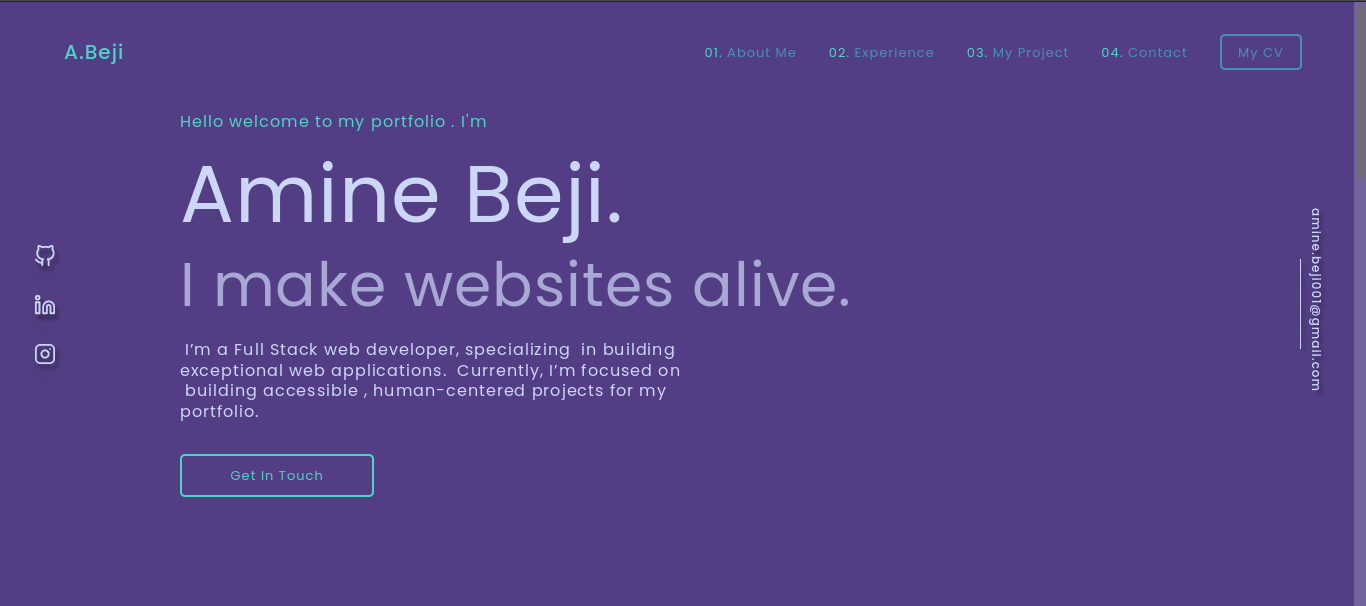 A.Beji
01. About Me 02. Experience 03. My Project 04. Contact My CV
Hello welcome to my portfolio . I'm
Amine Beji.
I make websites alive.
I’m a Full Stack web developer, specializing in building
exceptional web applications. Currently, I’m focused on
building accessible , human-centered projects for my
portfolio.
Get In Touch
amine.beji001@gmail.com